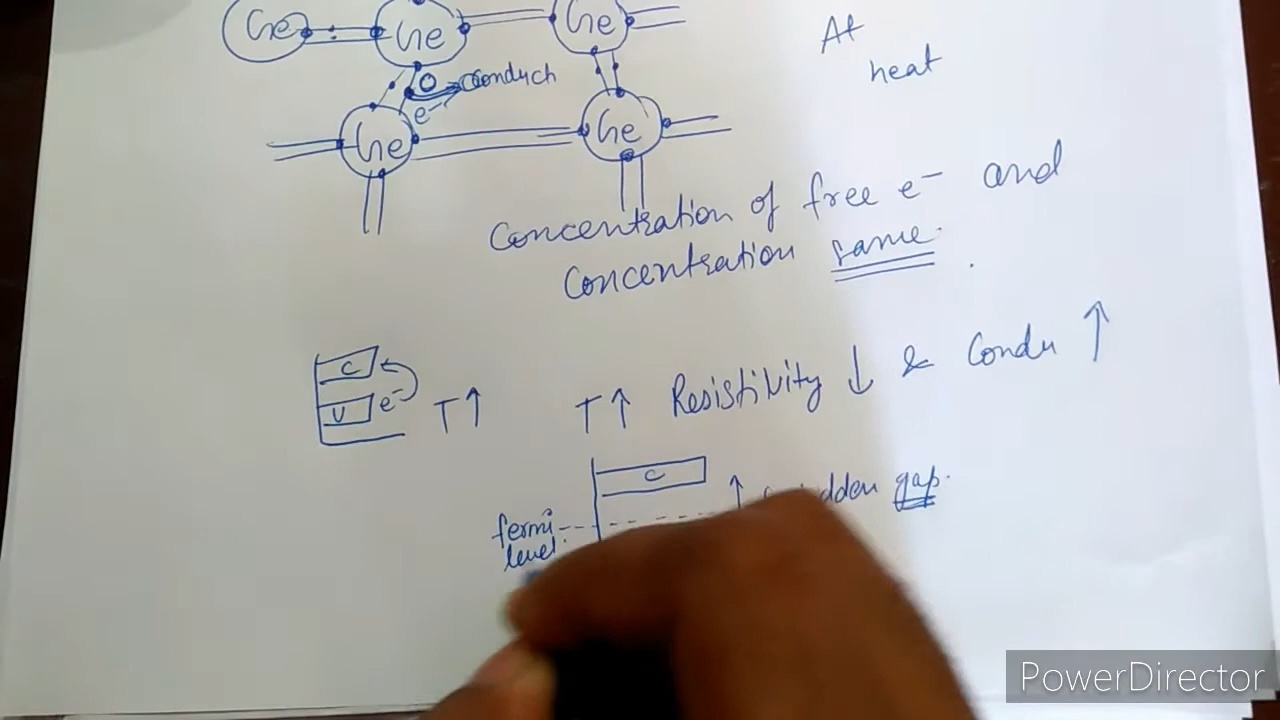 Ge Ge Ge
At
heat
O conduch
e-
Ge Ge
Concentration of free e- and
Concentration same.
C
V e- T↑
T↑ Resistivity ↓ & Condu ↑
C
↑ gap.
fermi
level.
PowerDirector